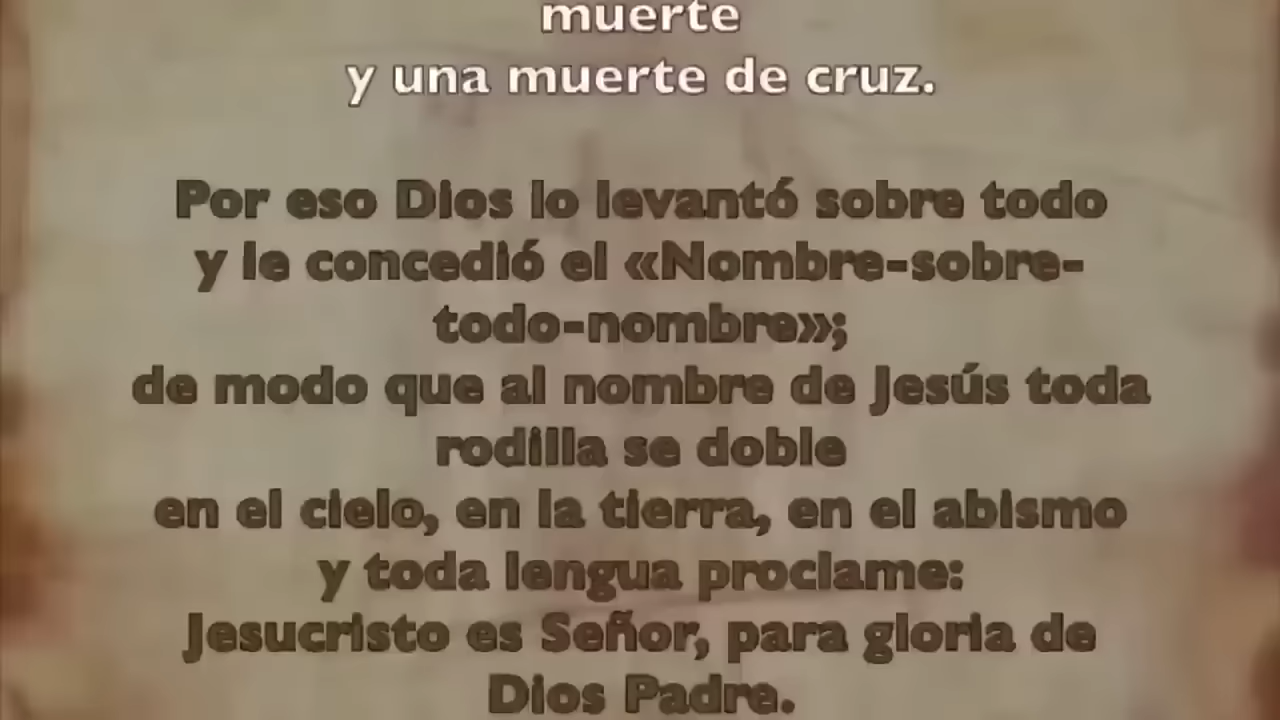 muerte
y una muerte de cruz.
Por eso Dios lo levantó sobre todo
y le concedió el «Nombre-sobre-
todo-nombre»;
de modo que al nombre de Jesús toda
rodilla se doble
en el cielo, en la tierra, en el abismo
y toda lengua proclame:
Jesucristo es Señor, para gloria de
Dios Padre.